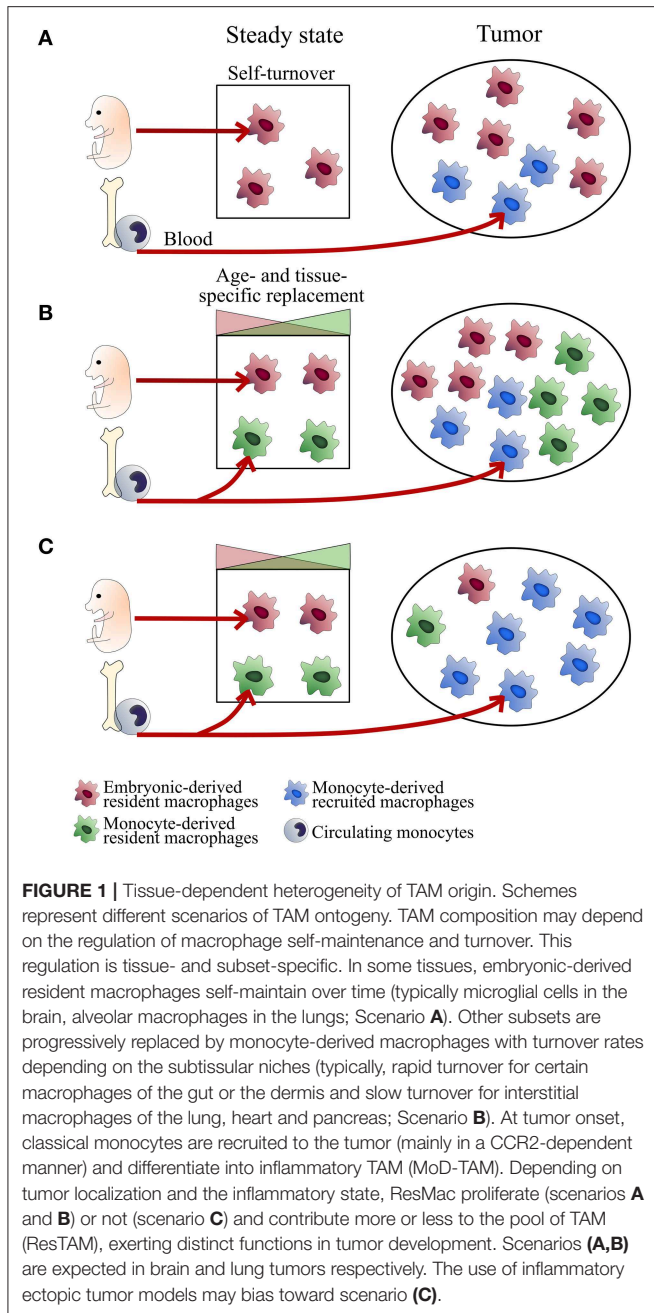 A
Steady state
Tumor
Self-turnover
Blood
Age- and tissue-
specific replacement
B
C
Embryonic-derived
resident macrophages
Monocyte-derived
recruited macrophages
Monocyte-derived
resident macrophages
Circulating monocytes
FIGURE 1 | Tissue-dependent heterogeneity of TAM origin. Schemes
represent different scenarios of TAM ontogeny. TAM composition may depend
on the regulation of macrophage self-maintenance and turnover. This
regulation is tissue- and subset-specific. In some tissues, embryonic-derived
resident macrophages self-maintain over time (typically microglial cells in the
brain, alveolar macrophages in the lungs; Scenario A). Other subsets are
progressively replaced by monocyte-derived macrophages with turnover rates
depending on the subtissular niches (typically, rapid turnover for certain
macrophages of the gut or the dermis and slow turnover for interstitial
macrophages of the lung, heart and pancreas; Scenario B). At tumor onset,
classical monocytes are recruited to the tumor (mainly in a CCR2-dependent
manner) and differentiate into inflammatory TAM (MoD-TAM). Depending on
tumor localization and the inflammatory state, ResMac proliferate (scenarios A
and B) or not (scenario C) and contribute more or less to the pool of TAM
(ResTAM), exerting distinct functions in tumor development. Scenarios (A,B)
are expected in brain and lung tumors respectively. The use of inflammatory
ectopic tumor models may bias toward scenario (C).